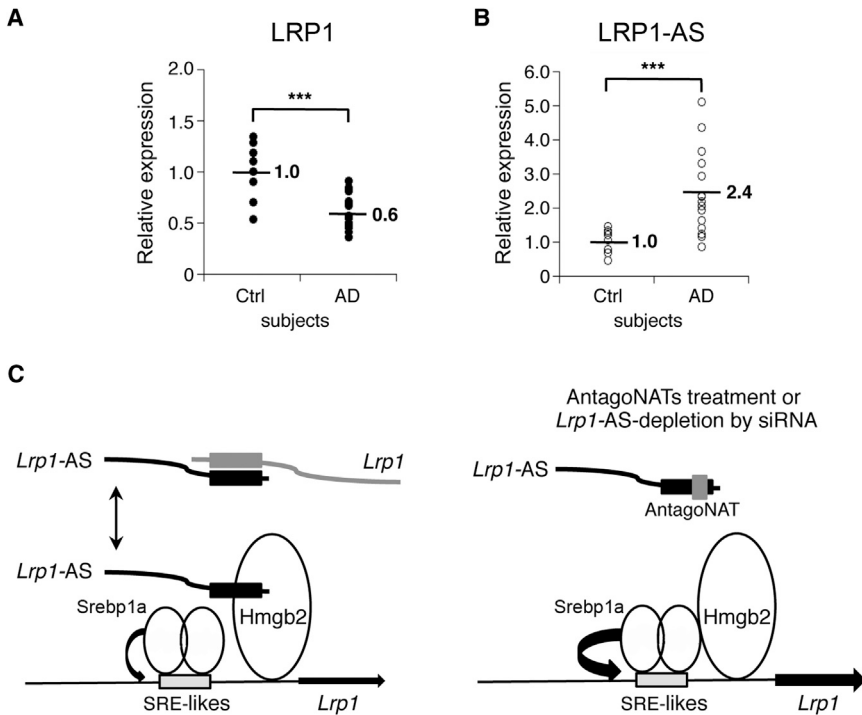 A
LRP1
Relative expression
2.0
1.5
1.0
0.5
0
***
1.0
0.6
Ctrl
AD
subjects
B
LRP1-AS
Relative expression
6.0
5.0
4.0
3.0
2.0
1.0
0.0
***
1.0
2.4
Ctrl
AD
subjects
C
Lrp1-AS
Lrp1
Lrp1-AS
Srebp1a
Hmgb2
SRE-likes
Lrp1
AntagoNATs treatment or
Lrp1-AS-depletion by siRNA
Lrp1-AS
AntagoNAT
Srebp1a
Hmgb2
SRE-likes
Lrp1